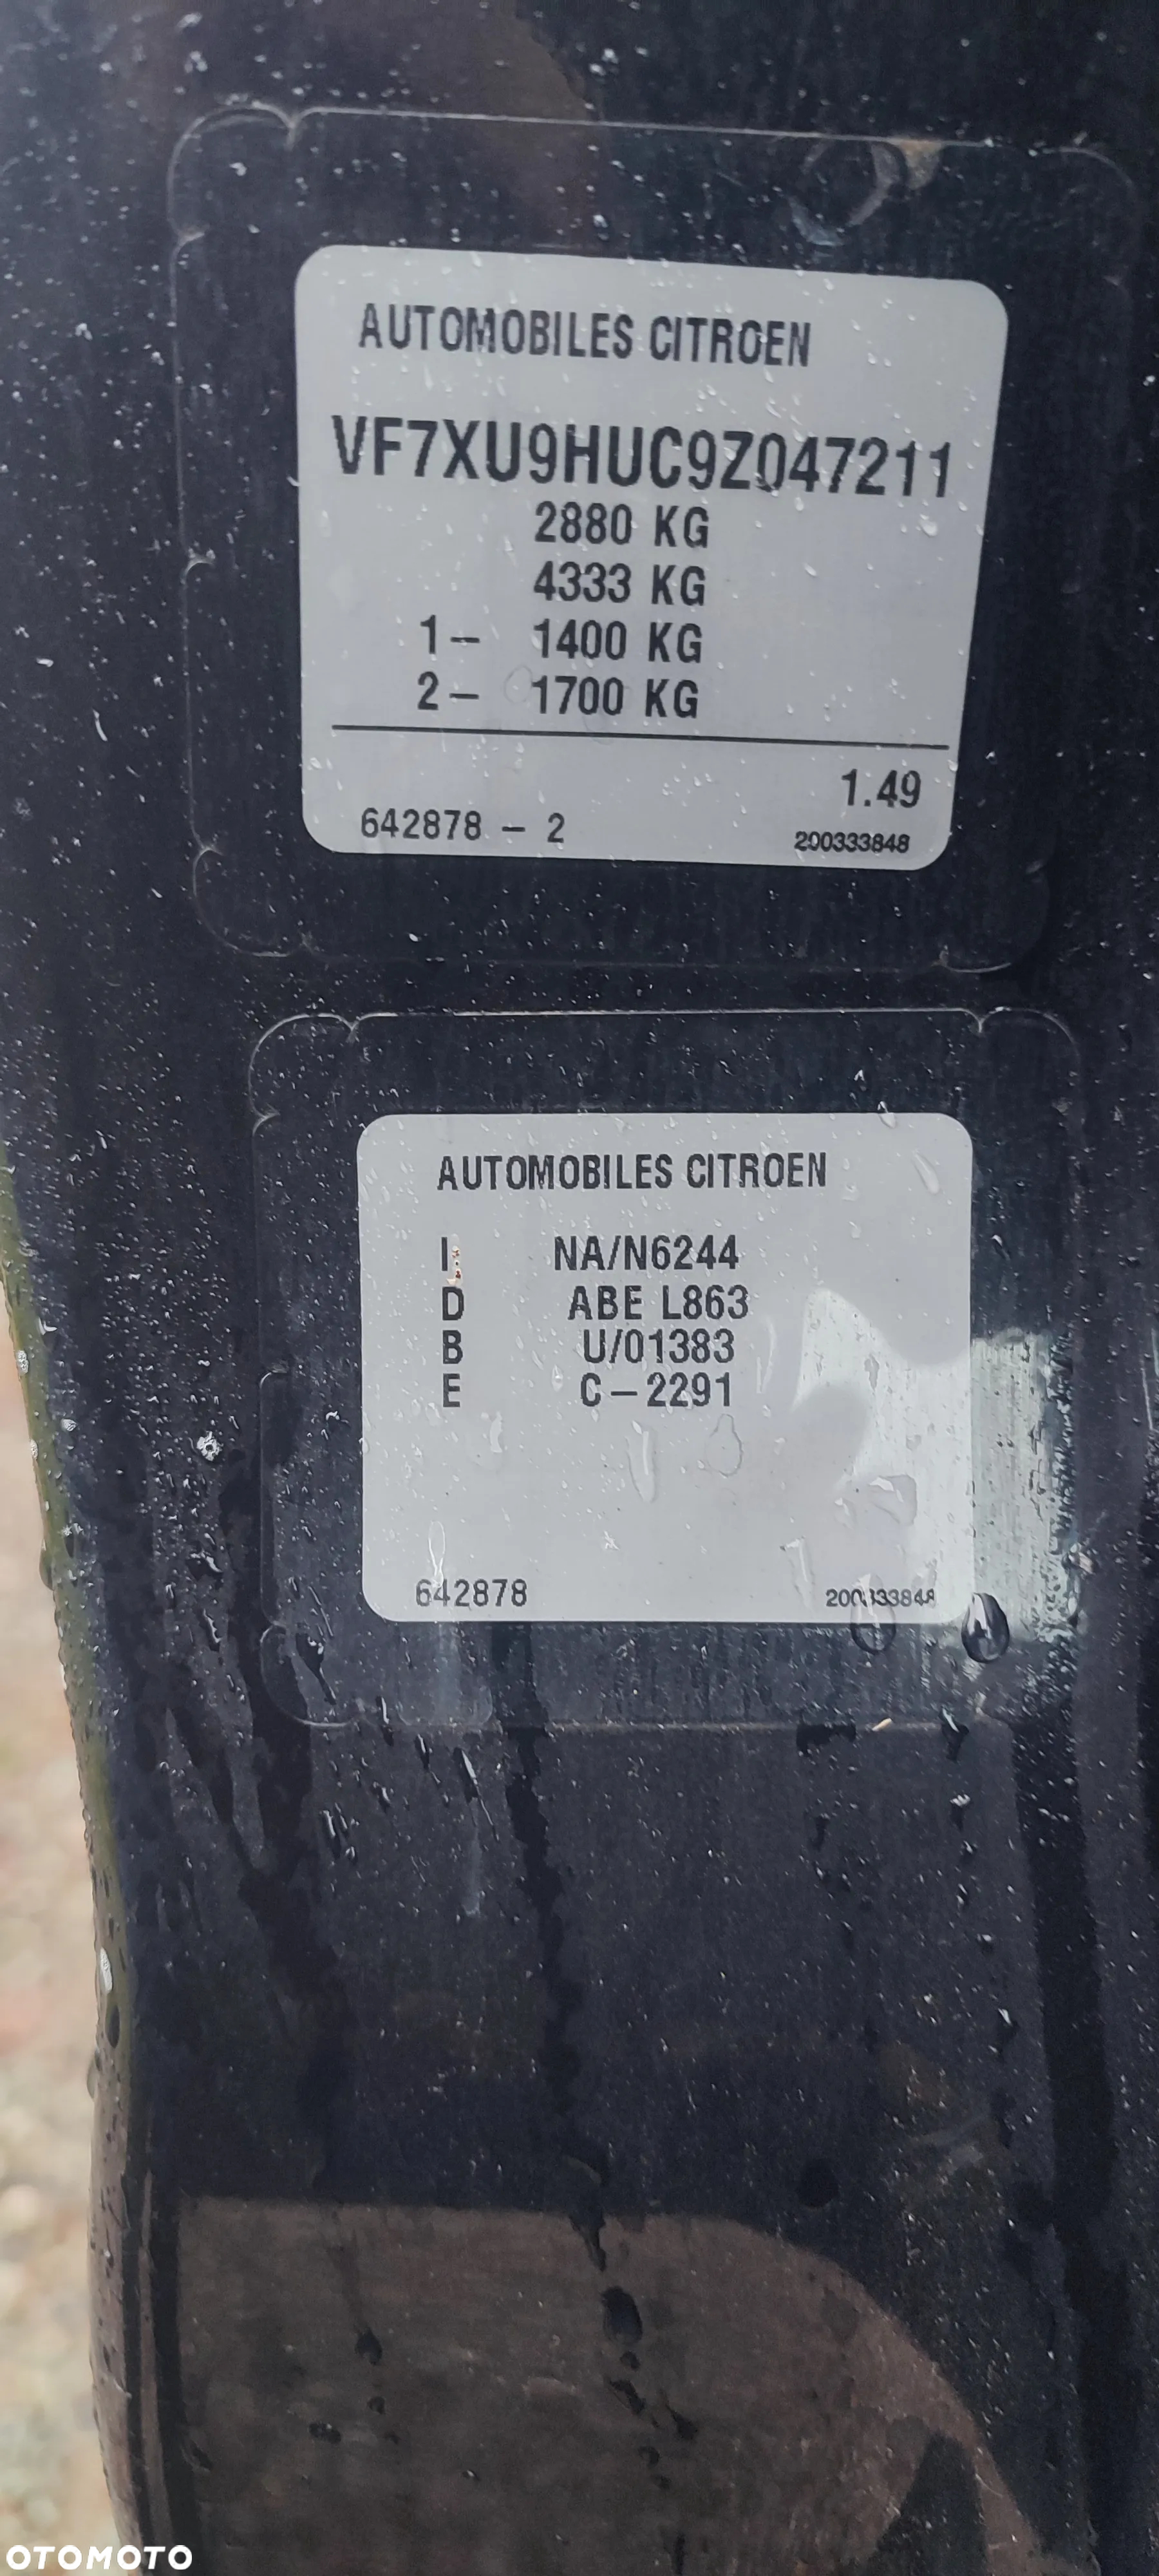 AUTOMOBILES CITROEN
VF7XU9HUC9Z047211
2880 KG
4333 KG
1- 1400 KG
2- 1700 KG
1.49
642878 - 2
200333848
AUTOMOBILES CITROEN
I NA/N6244
D ABE L863
B U/01383
E C-2291
642878
200333848
OTOMOTO